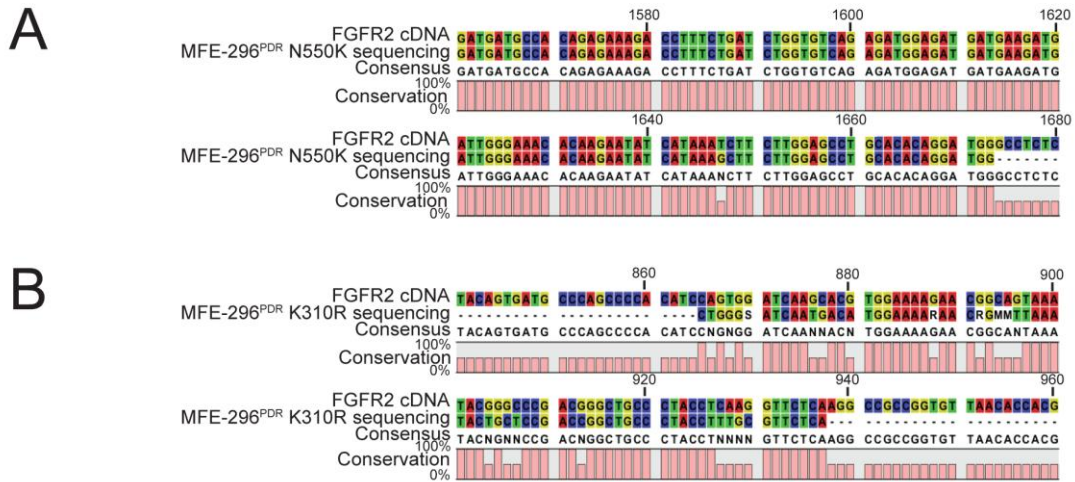 A
1580 1600 1620
FGFR2 cDNA GATGATGCCA CAGAGAAAGA CCTTTCTGAT CTGGTGTCAG AGATGGAGAT GATGAAGATG
MFE-296PDR N550K sequencing GATGATGCCA CAGAGAAAGA CCTTTCTGAT CTGGTGTCAG AGATGGAGAT GATGAAGATG
Consensus GATGATGCCA CAGAGAAAGA CCTTTCTGAT CTGGTGTCAG AGATGGAGAT GATGAAGATG
100%
Conservation
0%
1640 1660 1680
FGFR2 cDNA ATTGGGAAAC ACAAGAATAT CATAAATCTT CTTGGAGCCT GCACACAGGA TGGGCCTCTC
MFE-296PDR N550K sequencing ATTGGGAAAC ACAAGAATAT CATAAAGCTT CTTGGAGCCT GCACACAGGA TGG-------
Consensus ATTGGGAAAC ACAAGAATAT CATAAANCTT CTTGGAGCCT GCACACAGGA TGGGCCTCTC
100%
Conservation
0%
B
860 880 900
FGFR2 cDNA TACAGTGATG CCCAGCCCCA CATCCAGTGG ATCAAGCACG TGGAAAAGAA CGGCAGTAAA
MFE-296PDR K310R sequencing ---------- ---------- ----CTGGGS ATCAATGACA TGGAAAARAA CRGMMTTAAA
Consensus TACAGTGATG CCCAGCCCCA CATCCNGNGG ATCAANNACN TGGAAAAGAA CGGCANTAAA
100%
Conservation
0%
920 940 960
FGFR2 cDNA TACGGGCCCG ACGGGCTGCC CTACCTCAAG GTTCTCAAGG CCGCCGGTGT TAACACCACG
MFE-296PDR K310R sequencing TACTGCTCCG ACCGGCTGCC CTACCTTTGC GTTCTCA--- ---------- ----------
Consensus TACNGNNCCG ACNGGCTGCC CTACCTNNNN GTTCTCAAGG CCGCCGGTGT TAACACCACG
100%
Conservation
0%